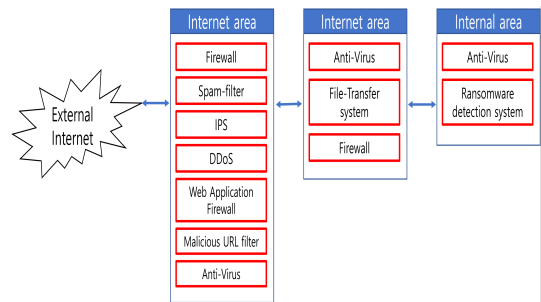 External
Internet
Internet area
Firewall
Spam-filter
IPS
DDoS
Web Application
Firewall
Malicious URL filter
Anti-Virus
Internet area
Anti-Virus
File-Transfer
system
Firewall
Internal area
Anti-Virus
Ransomware
detection system